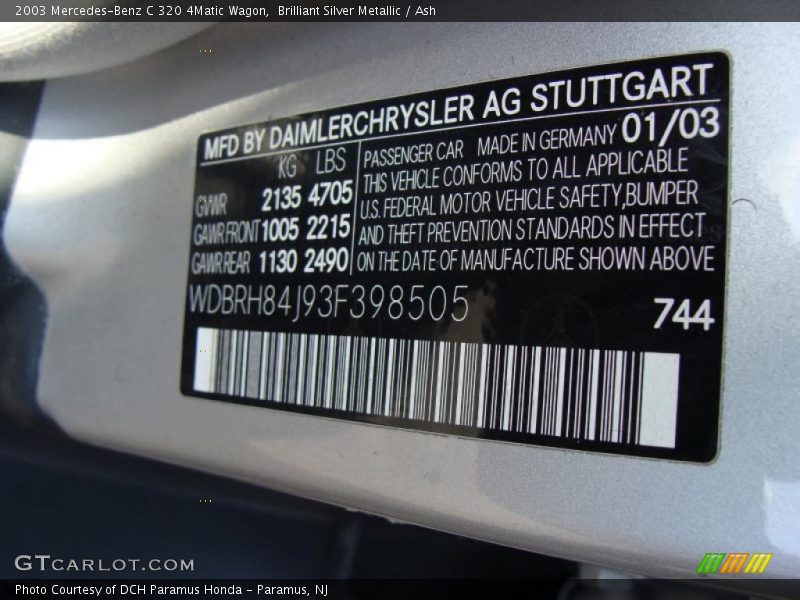 2003 Mercedes-Benz C 320 4Matic Wagon,  Brilliant Silver Metallic / Ash
MFD BY DAIMLERCHRYSLER AG STUTTGART
KG LBS
GVWR 2135 4705
GAWR FRONT 1005 2215
GAWR REAR 1130 2490
PASSENGER CAR MADE IN GERMANY 01/03
THIS VEHICLE CONFORMS TO ALL APPLICABLE
U.S. FEDERAL MOTOR VEHICLE SAFETY, BUMPER
AND THEFT PREVENTION STANDARDS IN EFFECT
ON THE DATE OF MANUFACTURE SHOWN ABOVE
WDBRH84J93F398505
744
GTCARLOT.COM
Photo Courtesy of DCH Paramus Honda - Paramus, NJ